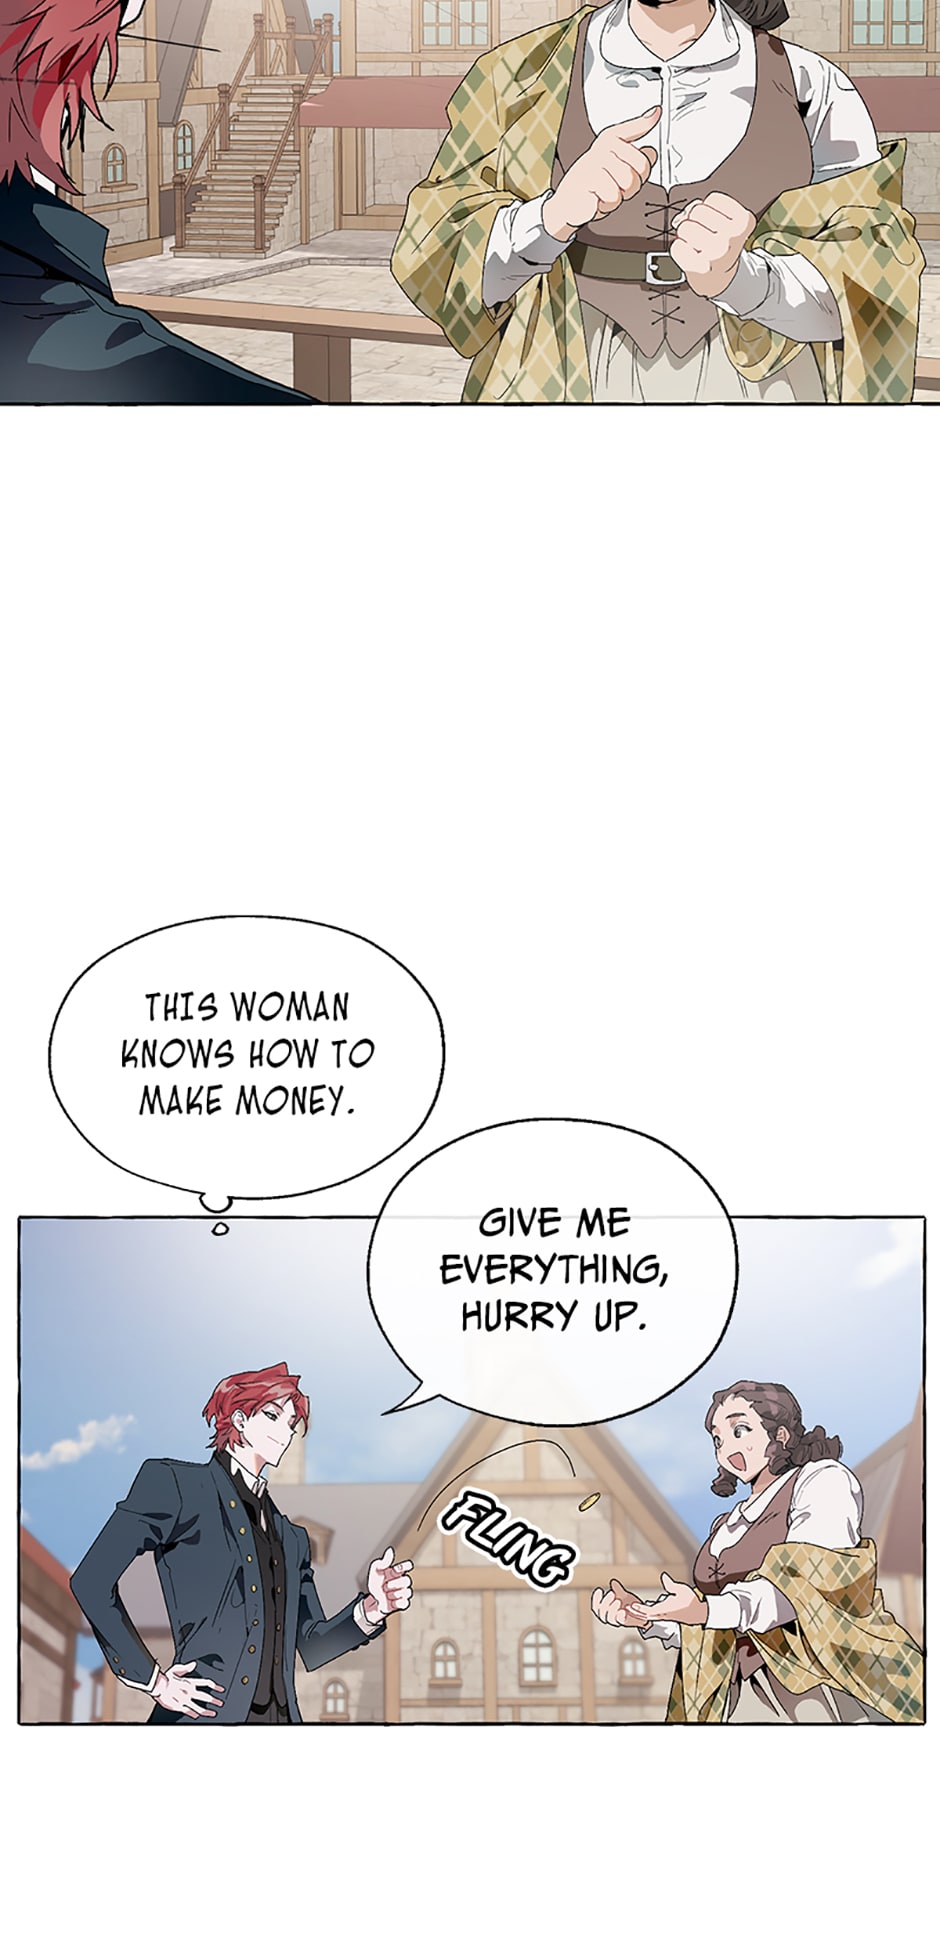 THIS WOMAN
KNOWS HOW TO
MAKE MONEY.
GIVE ME
EVERYTHING,
HURRY UP.
FLING